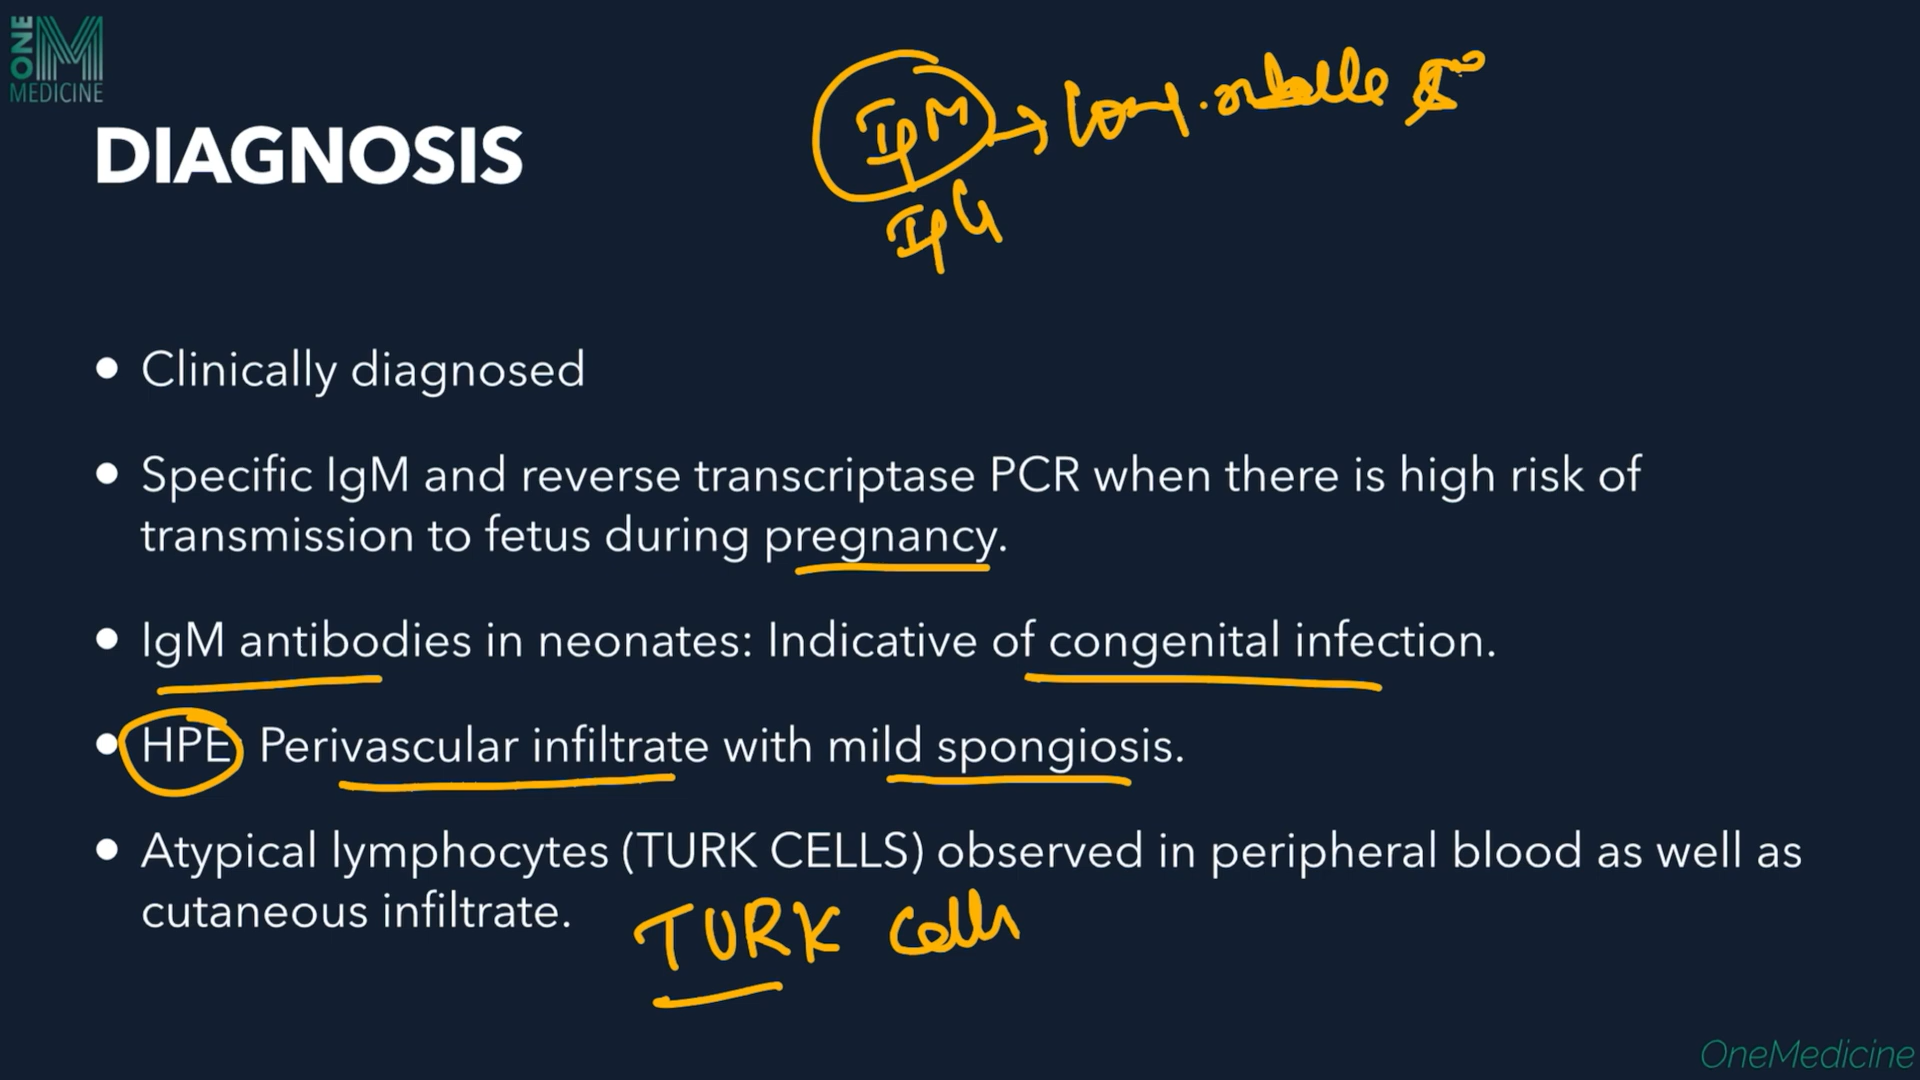 ONE
M
MEDICINE
IgM → Cong. rubella
DIAGNOSIS
IgG
• Clinically diagnosed
• Specific IgM and reverse transcriptase PCR when there is high risk of
transmission to fetus during pregnancy.
• IgM antibodies in neonates: Indicative of congenital infection.
• HPE Perivascular infiltrate with mild spongiosis.
• Atypical lymphocytes (TURK CELLS) observed in peripheral blood as well as
cutaneous infiltrate.
TURK Cells
OneMedicine